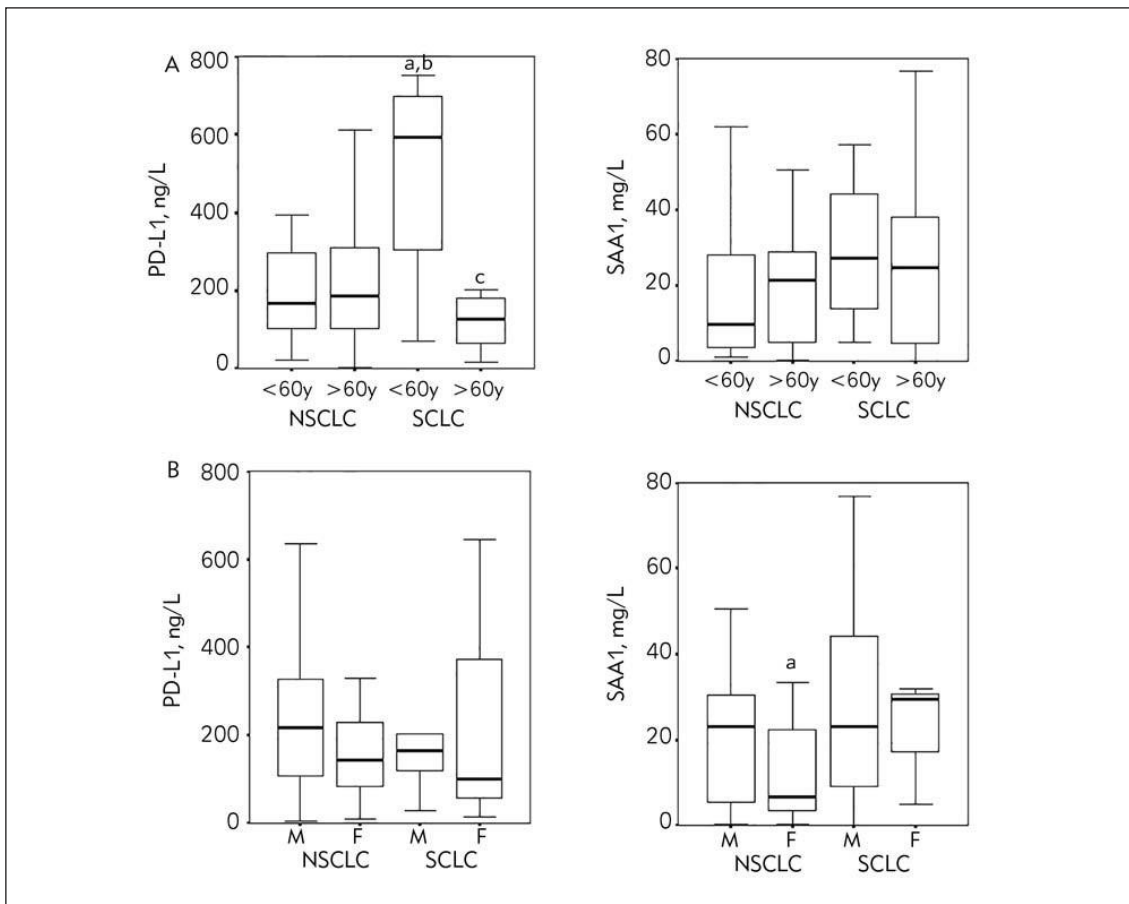 A
800
600
400
200
0
PD-L1, ng/L
a,b
c
<60y >60y <60y >60y
NSCLC SCLC
80
60
40
20
0
SAA1, mg/L
<60y >60y <60y >60y
NSCLC SCLC
B
800
600
400
200
0
PD-L1, ng/L
M F M F
NSCLC SCLC
80
60
40
20
0
SAA1, mg/L
a
M F M F
NSCLC SCLC